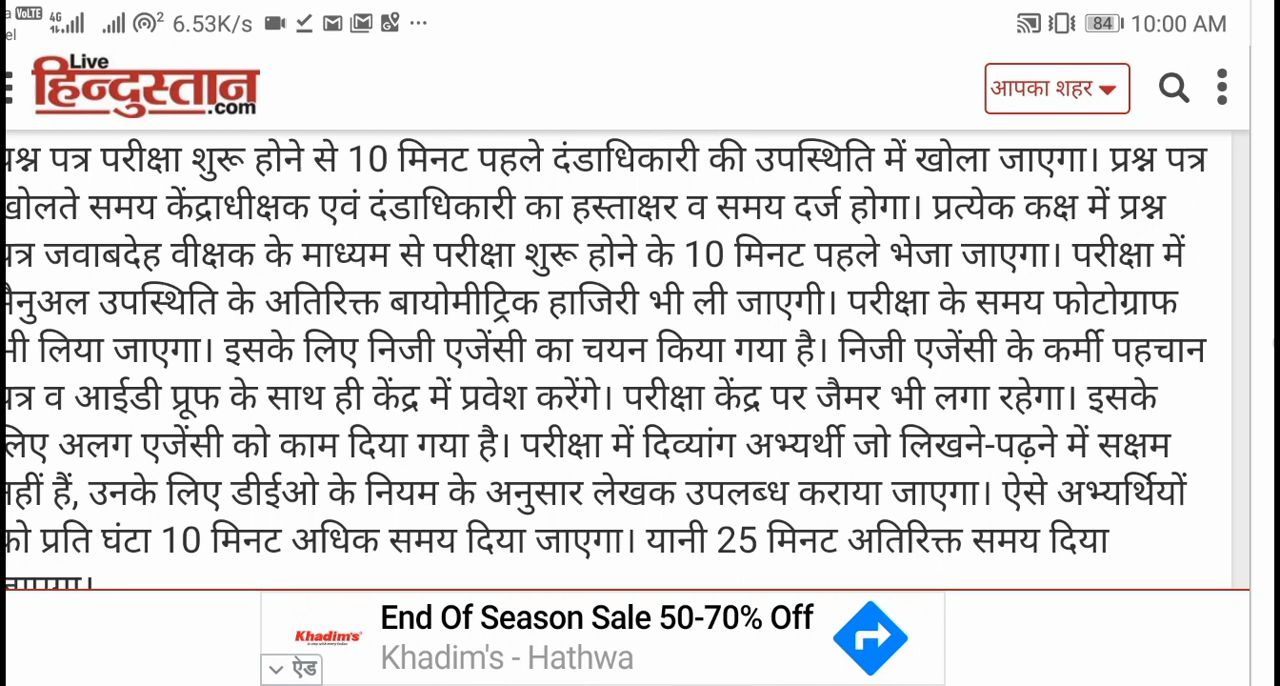 VoLTE 4G 6.53K/s ... 84 10:00 AM
el
Live
हिन्दुस्तान
.com
आपका शहर
प्रश्न पत्र परीक्षा शुरू होने से 10 मिनट पहले दंडाधिकारी की उपस्थिति में खोला जाएगा। प्रश्न पत्र
खोलते समय केंद्राधीक्षक एवं दंडाधिकारी का हस्ताक्षर व समय दर्ज होगा। प्रत्येक कक्ष में प्रश्न
पत्र जवाबदेह वीक्षक के माध्यम से परीक्षा शुरू होने के 10 मिनट पहले भेजा जाएगा। परीक्षा में
मैनुअल उपस्थिति के अतिरिक्त बायोमीट्रिक हाजिरी भी ली जाएगी। परीक्षा के समय फोटोग्राफ
भी लिया जाएगा। इसके लिए निजी एजेंसी का चयन किया गया है। निजी एजेंसी के कर्मी पहचान
पत्र व आईडी प्रूफ के साथ ही केंद्र में प्रवेश करेंगे। परीक्षा केंद्र पर जैमर भी लगा रहेगा। इसके
लिए अलग एजेंसी को काम दिया गया है। परीक्षा में दिव्यांग अभ्यर्थी जो लिखने-पढ़ने में सक्षम
नहीं हैं, उनके लिए डीईओ के नियम के अनुसार लेखक उपलब्ध कराया जाएगा। ऐसे अभ्यर्थियों
को प्रति घंटा 10 मिनट अधिक समय दिया जाएगा। यानी 25 मिनट अतिरिक्त समय दिया
जाएगा।
End Of Season Sale 50-70% Off
Khadim's
Khadim's - Hathwa
ऐड